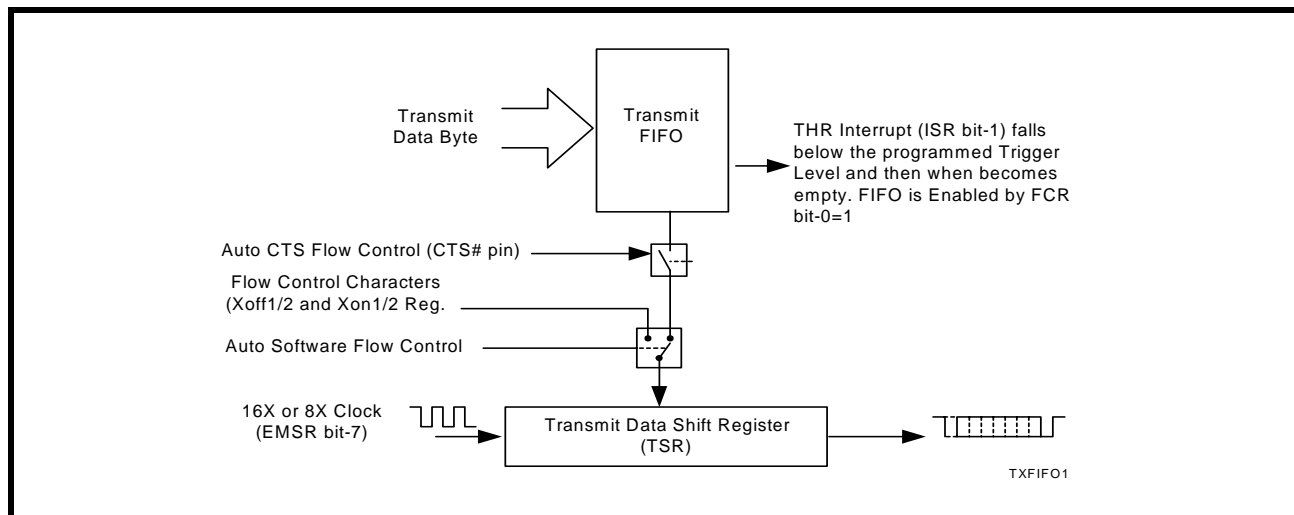 Transmit
Data Byte
Transmit
FIFO
THR Interrupt (ISR bit-1) falls
below the programmed Trigger
Level and then when becomes
empty. FIFO is Enabled by FCR
bit-0=1
Auto CTS Flow Control (CTS# pin)
Flow Control Characters
(Xoff1/2 and Xon1/2 Reg.
Auto Software Flow Control
16X or 8X Clock
(EMSR bit-7)
Transmit Data Shift Register
(TSR)
TXFIFO1